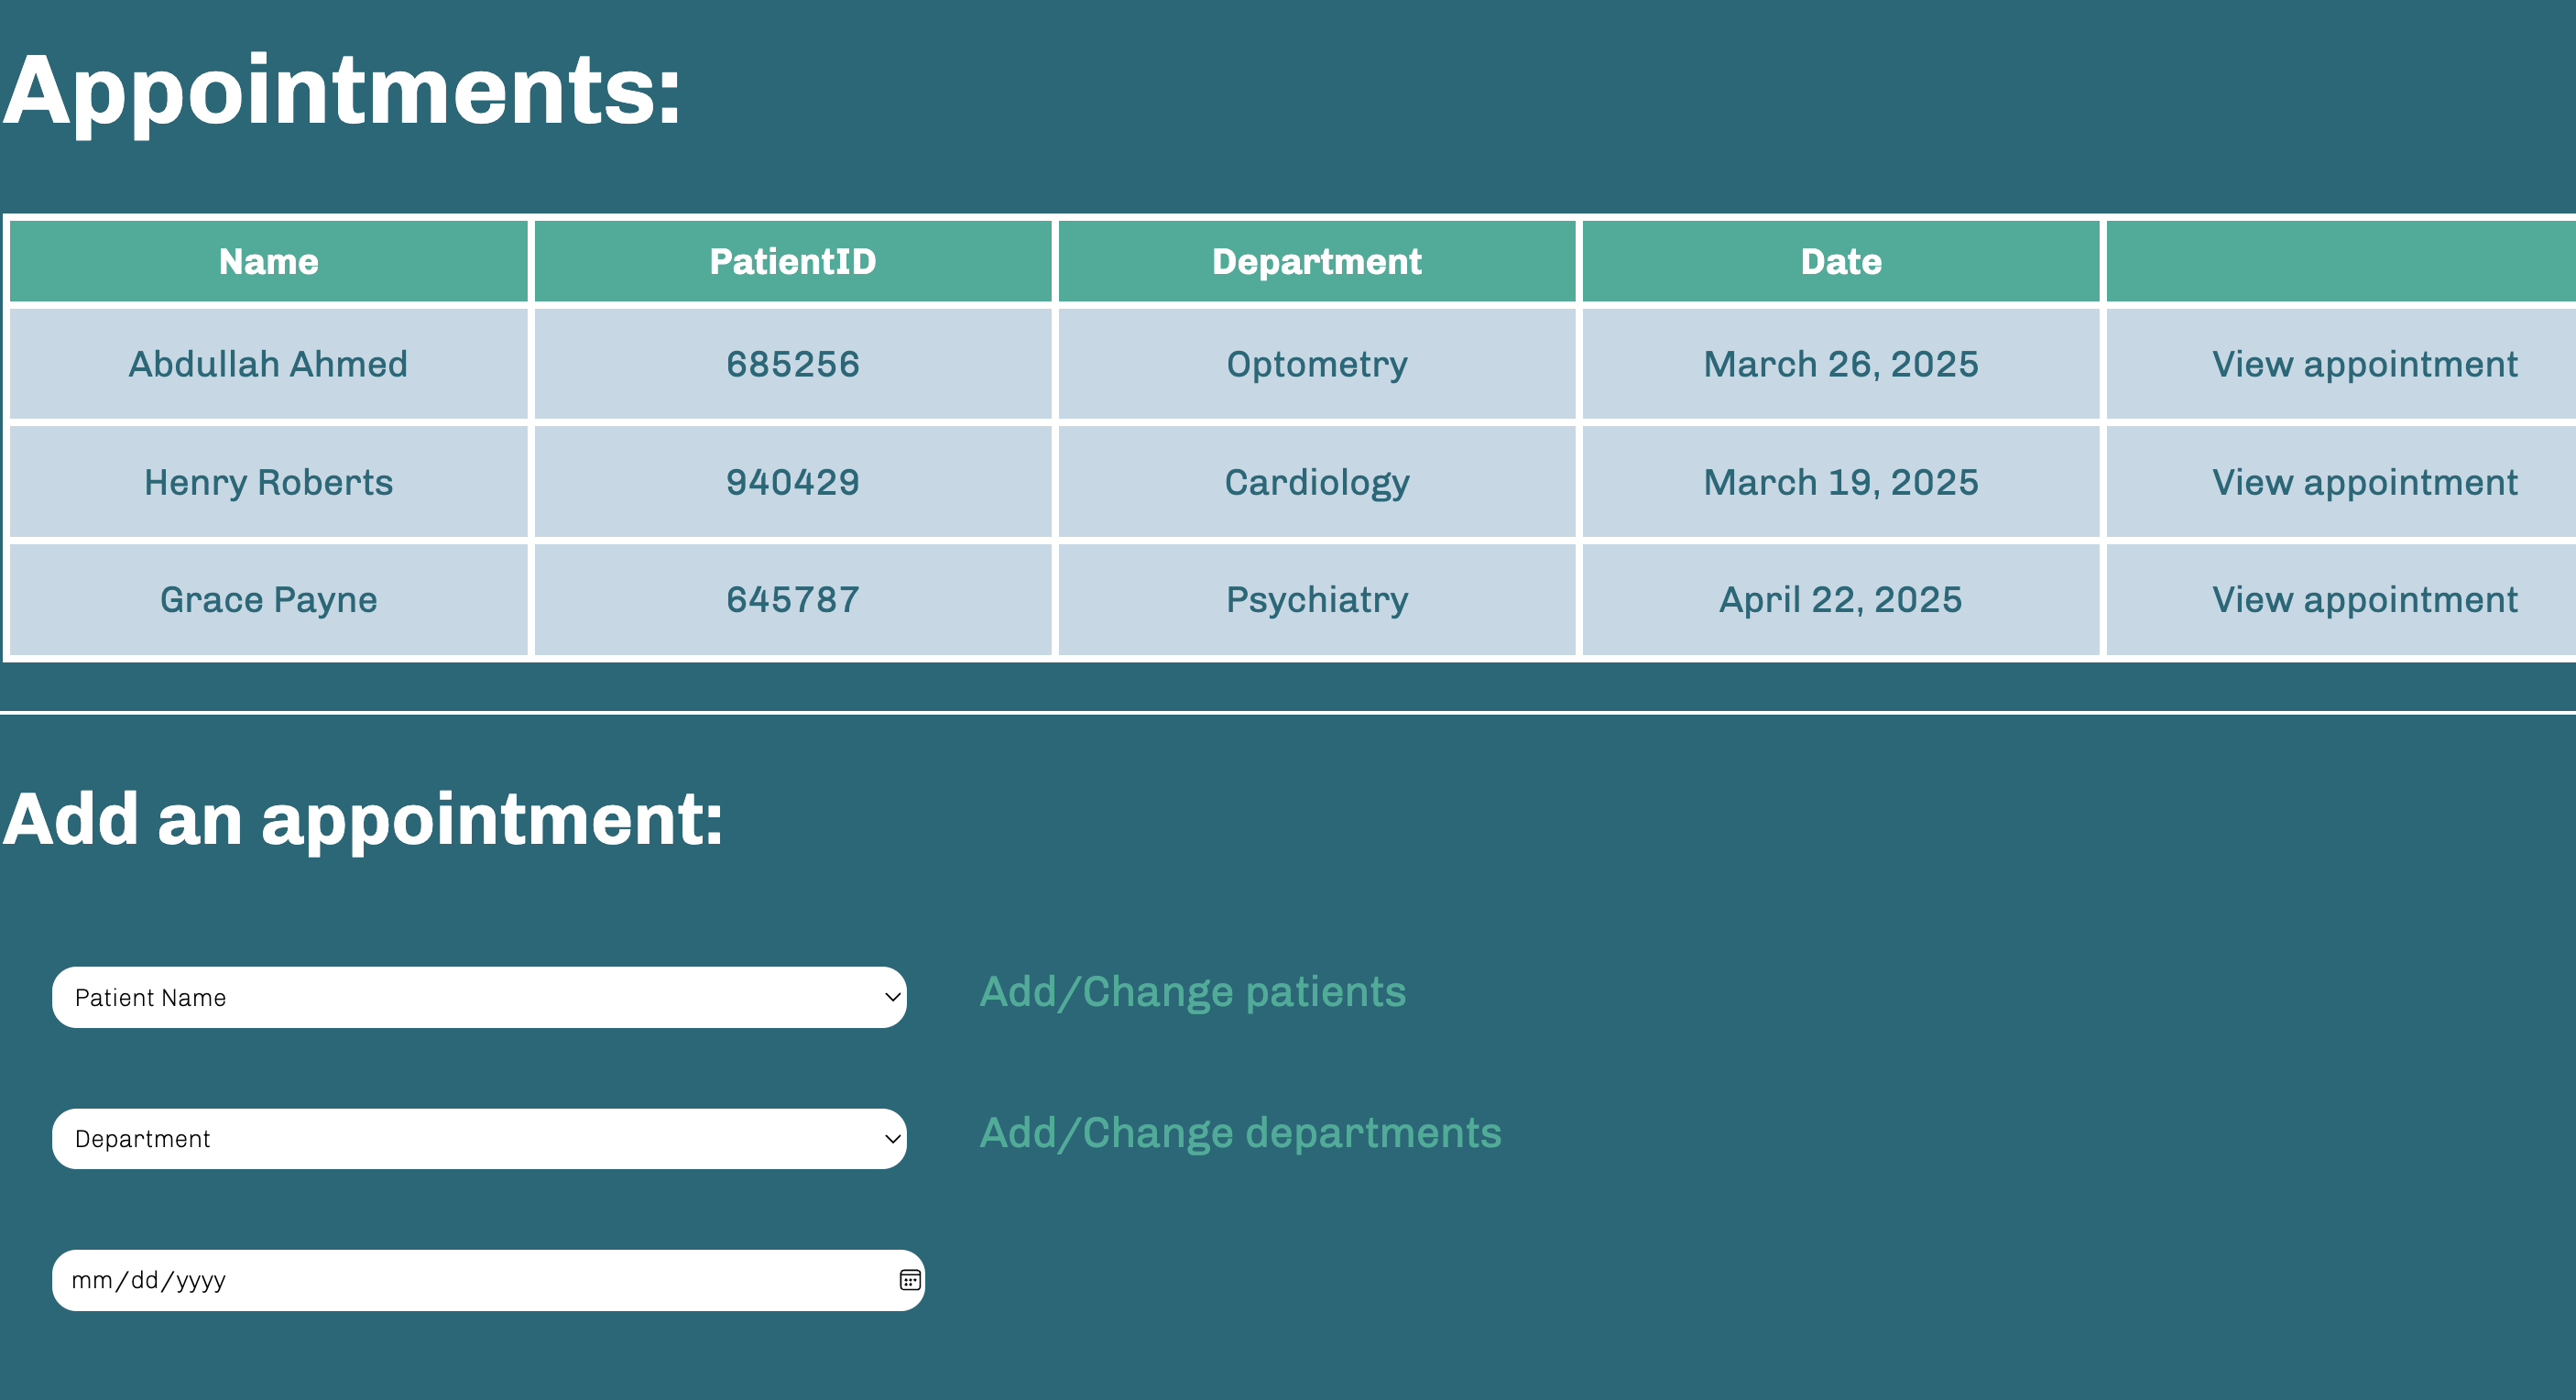 Appointments:
Name PatientID Department Date
Abdullah Ahmed 685256 Optometry March 26, 2025 View appointment
Henry Roberts 940429 Cardiology March 19, 2025 View appointment
Grace Payne 645787 Psychiatry April 22, 2025 View appointment
Add an appointment:
Patient Name Add/Change patients
Department Add/Change departments
mm/dd/yyyy